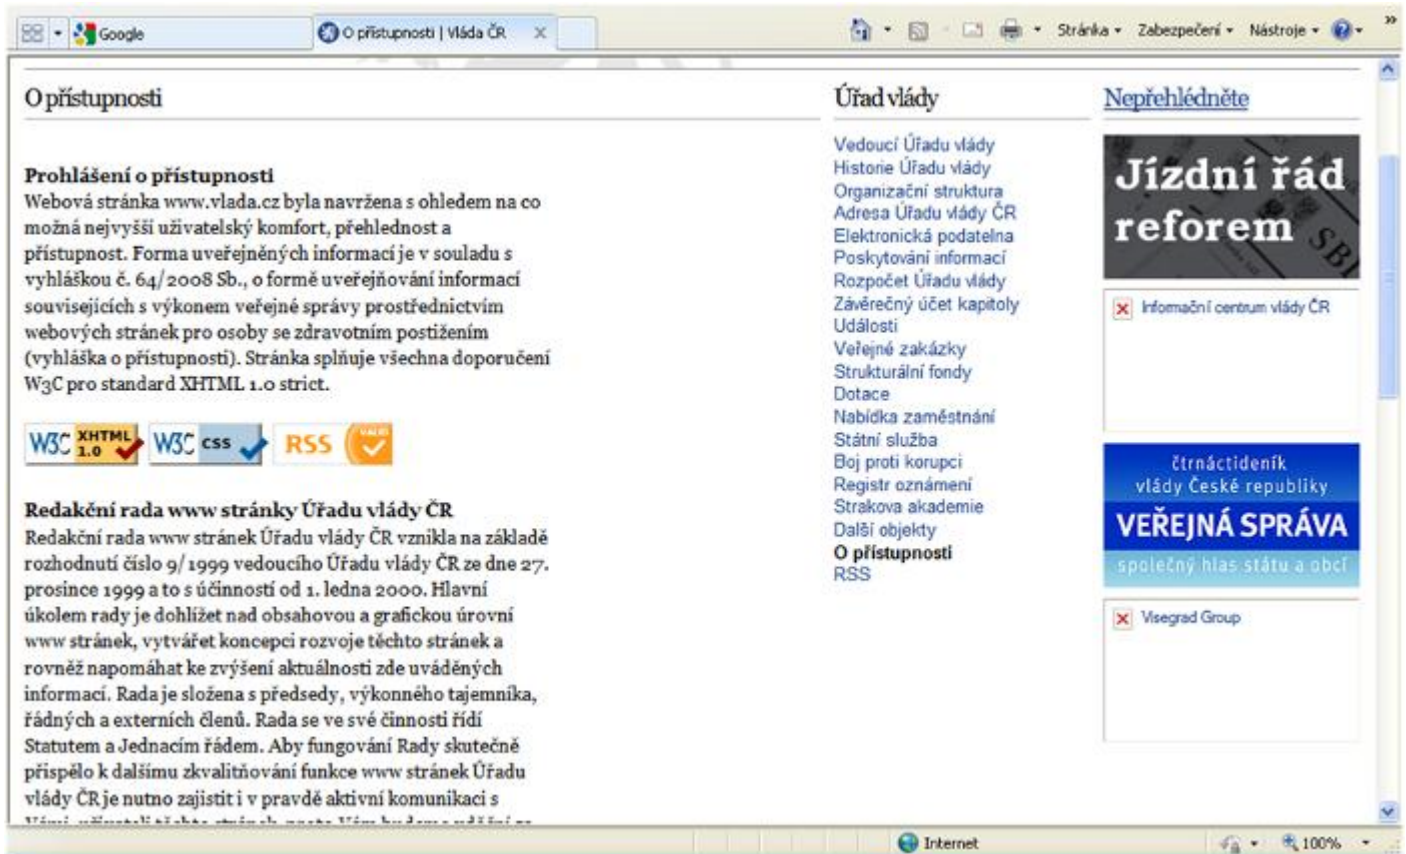 Google
O přístupnosti | Vláda ČR
Stránka
Zabezpečení
Nástroje
O přístupnosti
Prohlášení o přístupnosti
Webová stránka www.vlada.cz byla navržena s ohledem na co
možná nejvyšší uživatelský komfort, přehlednost a
přístupnost. Forma uveřejněných informací je v souladu s
vyhláškou č. 64/2008 Sb., o formě uveřejňování informací
souvisejících s výkonem veřejné správy prostřednictvím
webových stránek pro osoby se zdravotním postižením
(vyhláška o přístupnosti). Stránka splňuje všechna doporučení
W3C pro standard XHTML 1.0 strict.
W3C XHTML 1.0
W3C css
RSS VALID
Redakční rada www stránky Úřadu vlády ČR
Redakční rada www stránek Úřadu vlády ČR vznikla na základě
rozhodnutí číslo 9/1999 vedoucího Úřadu vlády ČR ze dne 27.
prosince 1999 a to s účinností od 1. ledna 2000. Hlavní
úkolem rady je dohlížet nad obsahovou a grafickou úrovní
www stránek, vytvářet koncepci rozvoje těchto stránek a
rovněž napomáhat ke zvýšení aktuálnosti zde uváděných
informací. Rada je složena s předsedy, výkonného tajemníka,
řádných a externích členů. Rada se ve své činnosti řídí
Statutem a Jednacím řádem. Aby fungování Rady skutečně
přispělo k dalšímu zkvalitňování funkce www stránek Úřadu
vlády ČR je nutno zajistit i v pravdě aktivní komunikaci s
Úřad vlády
Vedoucí Úřadu vlády
Historie Úřadu vlády
Organizační struktura
Adresa Úřadu vlády ČR
Elektronická podatelna
Poskytování informací
Rozpočet Úřadu vlády
Závěrečný účet kapitoly
Události
Veřejné zakázky
Strukturální fondy
Dotace
Nabídka zaměstnání
Státní služba
Boj proti korupci
Registr oznámení
Strakova akademie
Další objekty
O přístupnosti
RSS
Nepřehlédněte
Jízdní řád
reforem
Informační centrum vlády ČR
čtrnáctideník
vlády České republiky
VEŘEJNÁ SPRÁVA
společný hlas státu a obcí
Visegrad Group
Internet
100%